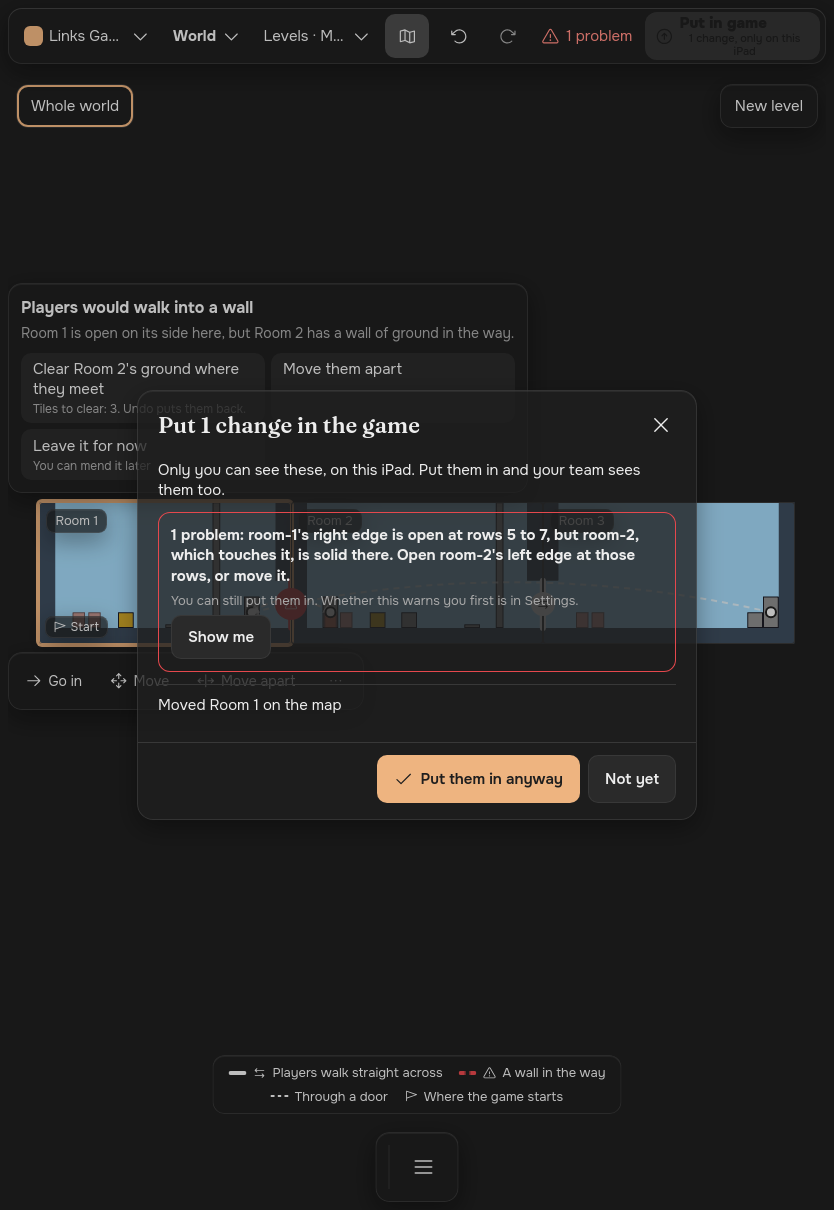 Links Ga...
World
Levels · M...
1 problem
Put in game
1 change, only on this
iPad
Whole world
New level
Players would walk into a wall
Room 1 is open on its side here, but Room 2 has a wall of ground in the way.
Clear Room 2's ground where
they meet
Tiles to clear: 3. Undo puts them back.
Move them apart
Leave it for now
You can mend it later
Put 1 change in the game
Only you can see these, on this iPad. Put them in and your team sees
them too.
Room 1
Room 2
Room 3
1 problem: room-1's right edge is open at rows 5 to 7, but room-2,
which touches it, is solid there. Open room-2's left edge at those
rows, or move it.
You can still put them in. Whether this warns you first is in Settings.
Start
Show me
Go in
Move
Move apart
...
Moved Room 1 on the map
Put them in anyway
Not yet
Players walk straight across
A wall in the way
Through a door
Where the game starts